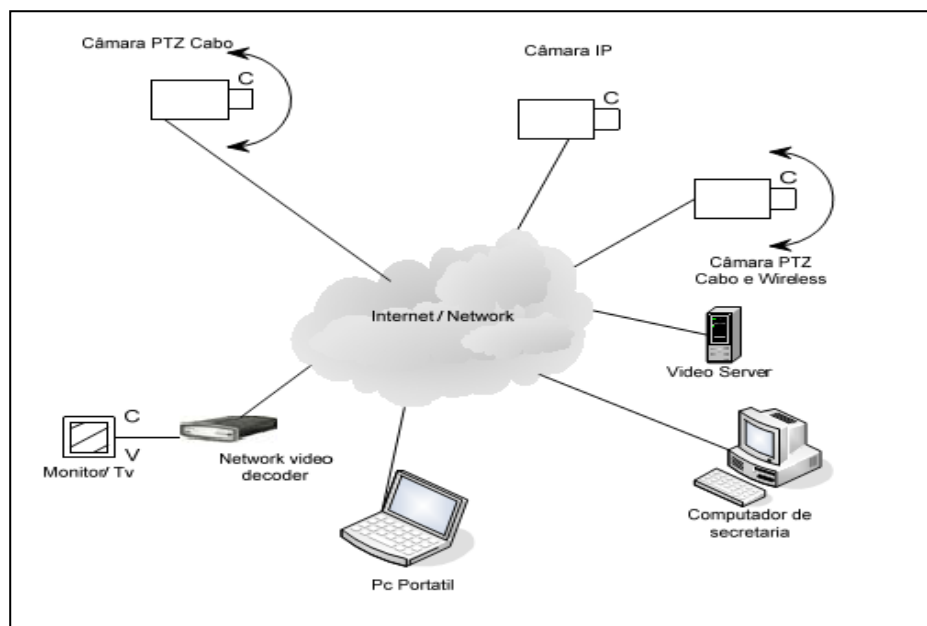 Câmara PTZ Cabo
C
Câmara IP
C
C
Câmara PTZ
Cabo e Wireless
Internet / Network
Video Server
C
V
Monitor/ Tv
Network video
decoder
Computador de
secretaria
Pc Portatil